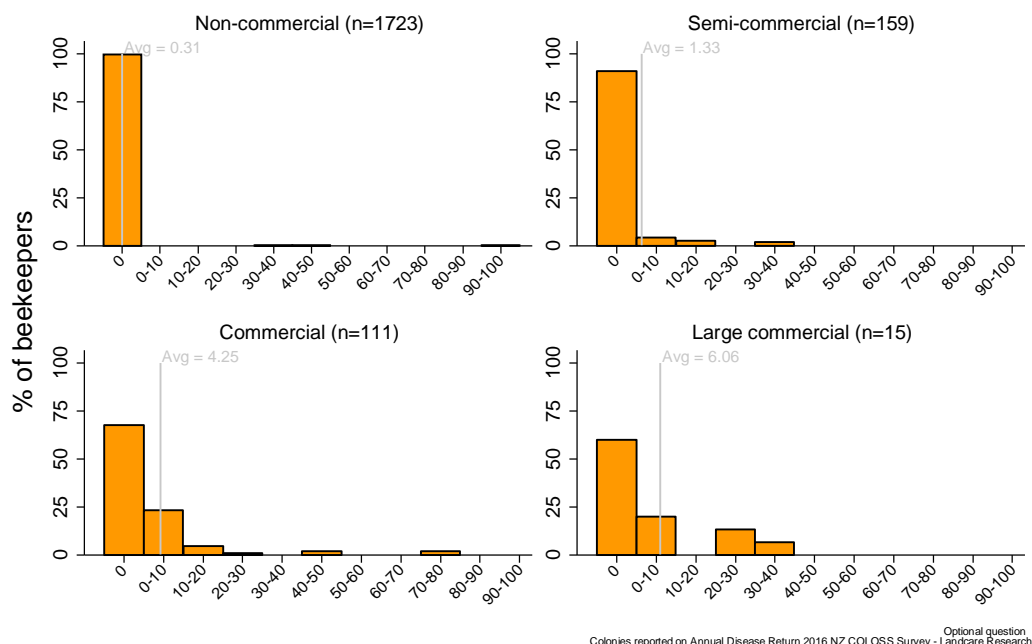 Non-commercial (n=1723)
Avg = 0.31
100
75
50
25
0
0 0-10 10-20 20-30 30-40 40-50 50-60 60-70 70-80 80-90 90-100
Semi-commercial (n=159)
Avg = 1.33
100
75
50
25
0
0 0-10 10-20 20-30 30-40 40-50 50-60 60-70 70-80 80-90 90-100
% of beekeepers
Commercial (n=111)
Avg = 4.25
100
75
50
25
0
0 0-10 10-20 20-30 30-40 40-50 50-60 60-70 70-80 80-90 90-100
Large commercial (n=15)
Avg = 6.06
100
75
50
25
0
0 0-10 10-20 20-30 30-40 40-50 50-60 60-70 70-80 80-90 90-100
Optional question
Colonies reported on Annual Disease Return 2016 NZ COLOSS Survey - Landcare Research